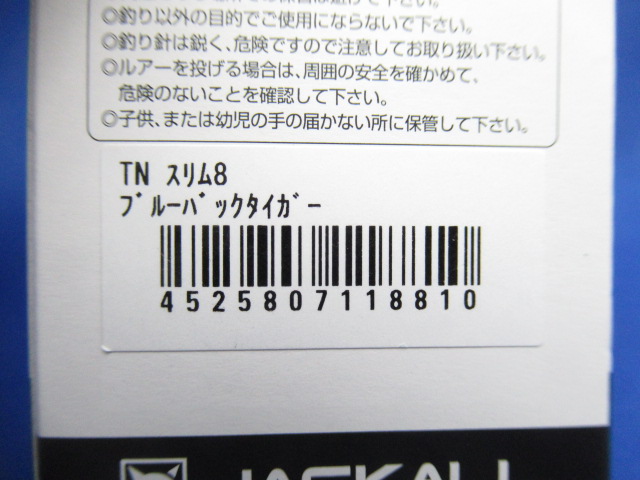 ◎釣り以外の目的でご使用にならないで下さい。
◎釣り針は鋭く、危険ですので注意してお取り扱い下さい。
◎ルアーを投げる場合は、周囲の安全を確かめて、
危険のないことを確認して下さい。
◎子供、または幼児の手の届かない所に保管して下さい。
TN ｽﾘﾑ8
ﾌﾞﾙｰﾊﾞｯｸﾀｲｶﾞｰ
4525807118810
JACKALL